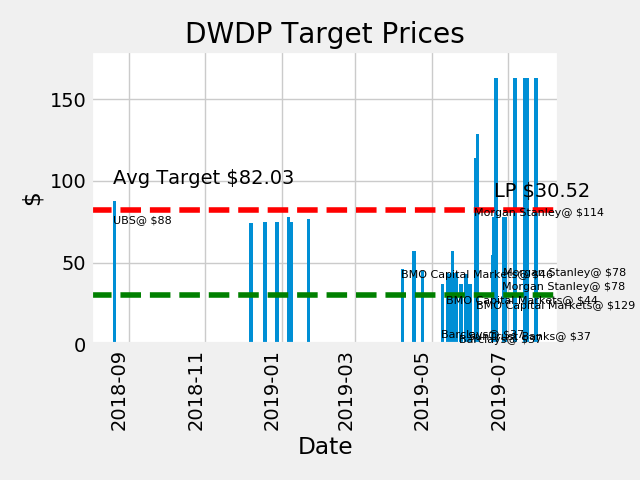 DWDP Target Prices
150
Avg Target $82.03
LP $30.52
100
Morgan Stanley@ $114
UBS@ $88
$
50
BMO Capital Markets@ $46
Morgan Stanley@ $78
Morgan Stanley@ $78
BMO Capital Markets@ $44
BMO Capital Markets@ $129
Barclays@ $37
Banks@ $37
Barclays@ $37
0
2018-09
2018-11
2019-01
2019-03
2019-05
2019-07
Date